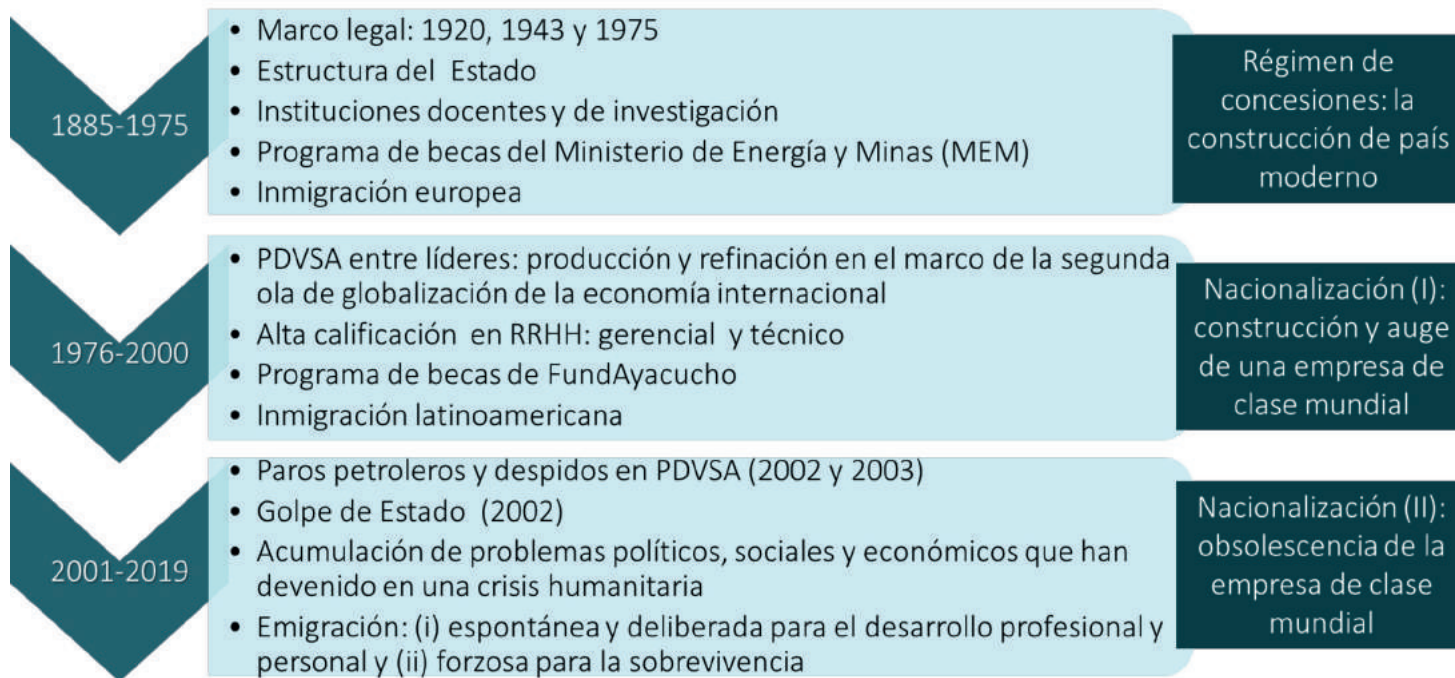 1885-1975
• Marco legal: 1920, 1943 y 1975
• Estructura del Estado
• Instituciones docentes y de investigación
• Programa de becas del Ministerio de Energía y Minas (MEM)
• Inmigración europea
Régimen de
concesiones: la
construcción de país
moderno
1976-2000
• PDVSA entre líderes: producción y refinación en el marco de la segunda
ola de globalización de la economía internacional
• Alta calificación en RRHH: gerencial y técnico
• Programa de becas de FundAyacucho
• Inmigración latinoamericana
Nacionalización (I):
construcción y auge
de una empresa de
clase mundial
2001-2019
• Paros petroleros y despidos en PDVSA (2002 y 2003)
• Golpe de Estado (2002)
• Acumulación de problemas políticos, sociales y económicos que han
devenido en una crisis humanitaria
• Emigración: (i) espontánea y deliberada para el desarrollo profesional y
personal y (ii) forzosa para la sobrevivencia
Nacionalización (II):
obsolescencia de la
empresa de clase
mundial